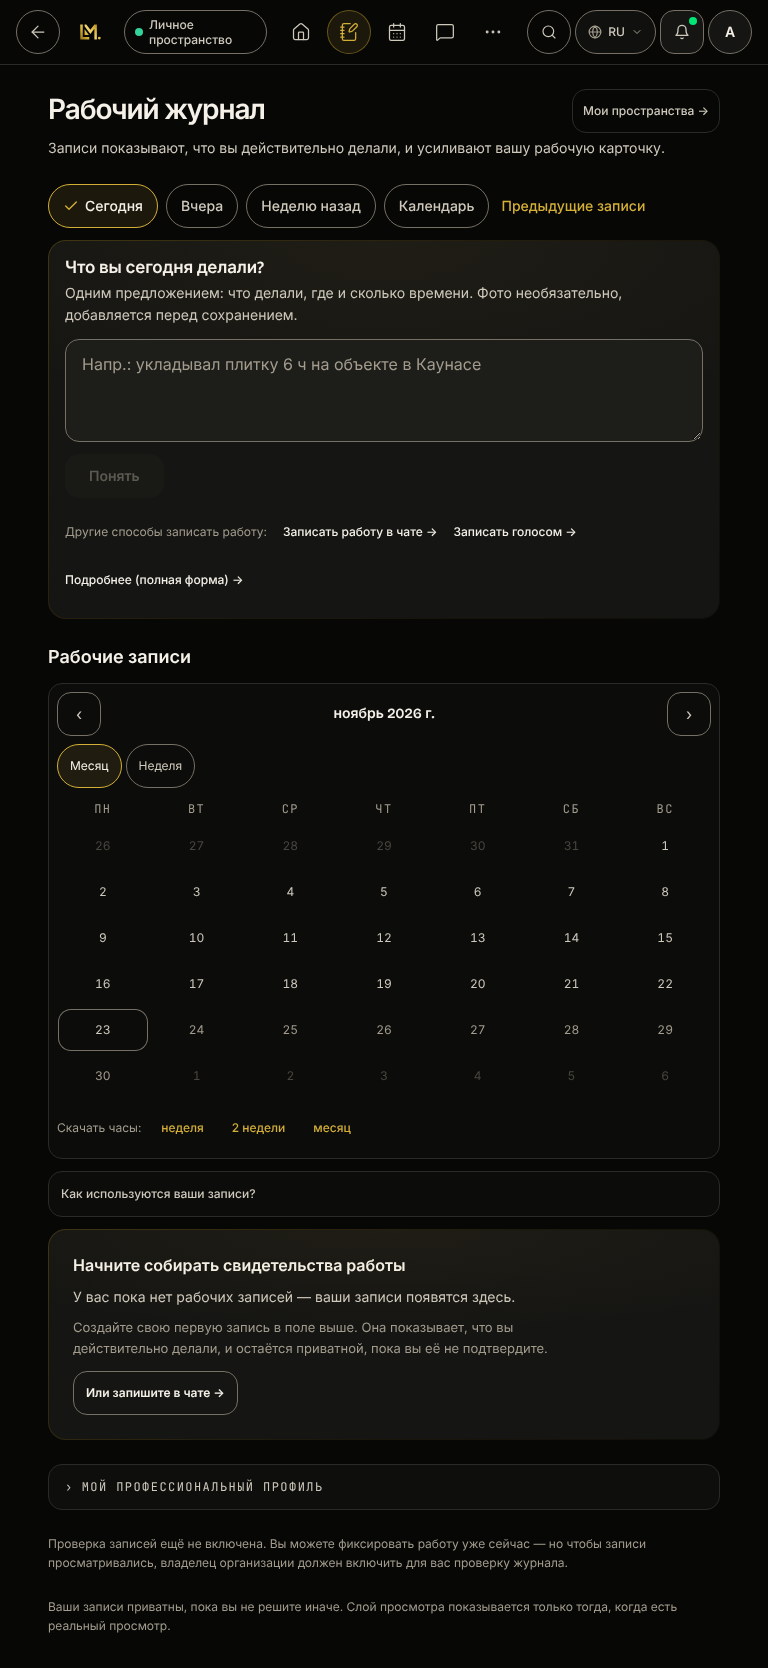 LM.
Личное
пространство
RU
A
Рабочий журнал
Мои пространства →
Записи показывают, что вы действительно делали, и усиливают вашу рабочую карточку.
Сегодня
Вчера
Неделю назад
Календарь
Предыдущие записи
Что вы сегодня делали?
Одним предложением: что делали, где и сколько времени. Фото необязательно,
добавляется перед сохранением.
Напр.: укладывал плитку 6 ч на объекте в Каунасе
Понять
Другие способы записать работу:
Записать работу в чате →
Записать голосом →
Подробнее (полная форма) →
Рабочие записи
‹
ноябрь 2026 г.
›
Месяц
Неделя
ПН ВТ СР ЧТ ПТ СБ ВС
26 27 28 29 30 31 1
2 3 4 5 6 7 8
9 10 11 12 13 14 15
16 17 18 19 20 21 22
23 24 25 26 27 28 29
30 1 2 3 4 5 6
Скачать часы: неделя 2 недели месяц
Как используются ваши записи?
Начните собирать свидетельства работы
У вас пока нет рабочих записей — ваши записи появятся здесь.
Создайте свою первую запись в поле выше. Она показывает, что вы
действительно делали, и остаётся приватной, пока вы её не подтвердите.
Или запишите в чате →
› МОЙ ПРОФЕССИОНАЛЬНЫЙ ПРОФИЛЬ
Проверка записей ещё не включена. Вы можете фиксировать работу уже сейчас — но чтобы записи
просматривались, владелец организации должен включить для вас проверку журнала.
Ваши записи приватны, пока вы не решите иначе. Слой просмотра показывается только тогда, когда есть
реальный просмотр.